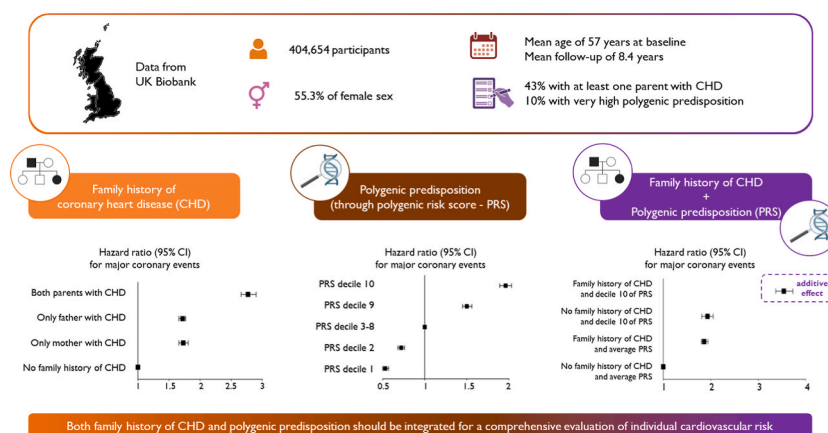 Data from
UK Biobank
404,654 participants
55.3% of female sex
Mean age of 57 years at baseline
Mean follow-up of 8.4 years
43% with at least one parent with CHD
10% with very high polygenic predisposition
Family history of
coronary heart disease (CHD)
Polygenic predisposition
(through polygenic risk score - PRS)
Family history of CHD
+
Polygenic predisposition (PRS)
Hazard ratio (95% CI)
for major coronary events
Both parents with CHD
Only father with CHD
Only mother with CHD
No family history of CHD
1 1.5 2 2.5 3
Hazard ratio (95% CI)
for major coronary events
PRS decile 10
PRS decile 9
PRS decile 3-8
PRS decile 2
PRS decile 1
0.5 1 1.5 2
Hazard ratio (95% CI)
for major coronary events
Family history of CHD
and decile 10 of PRS
No family history of CHD
and decile 10 of PRS
Family history of CHD
and average PRS
No family history of CHD
and average PRS
additive
effect
1 2 3 4
Both family history of CHD and polygenic predisposition should be integrated for a comprehensive evaluation of individual cardiovascular risk